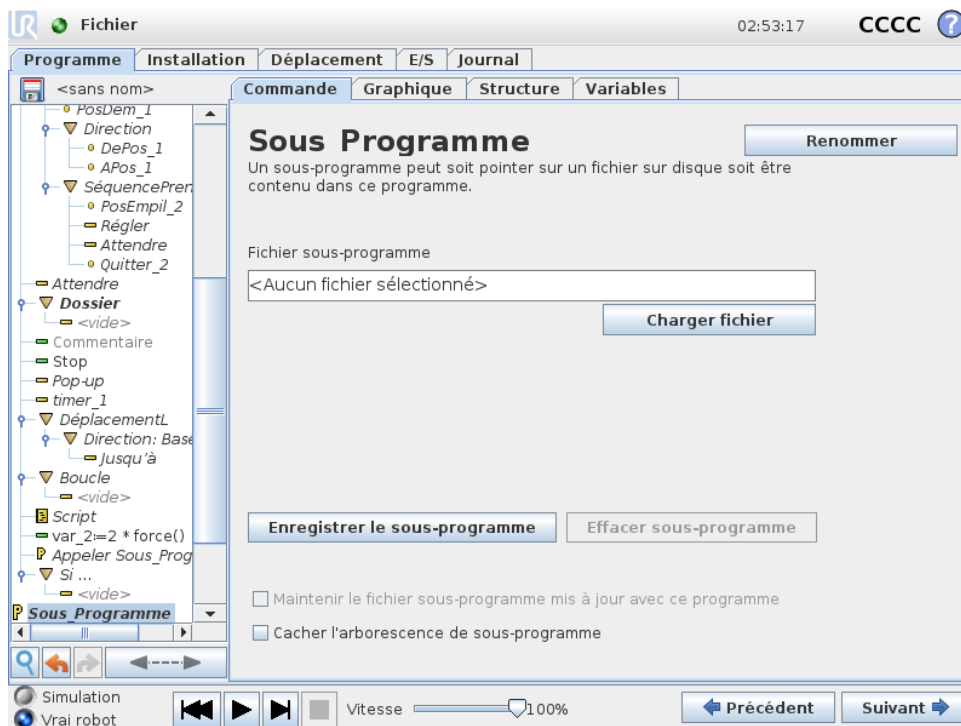 UR Fichier 02:53:17 CCCC ?
Programme Installation Déplacement E/S Journal
<sans nom>
Commande Graphique Structure Variables
PosDem_1
Direction
DePos_1
APos_1
SéquencePren
PosEmpil_2
Régler
Attendre
Quitter_2
Attendre
Dossier
<vide>
Commentaire
Stop
Pop-up
timer_1
DéplacementL
Direction: Base
Jusqu'à
Boucle
<vide>
Script
var_2:=2 * force()
P Appeler Sous_Prog
Si ...
<vide>
P Sous_Programme
Sous Programme
Renommer
Un sous-programme peut soit pointer sur un fichier sur disque soit être
contenu dans ce programme.
Fichier sous-programme
<Aucun fichier sélectionné>
Charger fichier
Enregistrer le sous-programme Effacer sous-programme
Maintenir le fichier sous-programme mis à jour avec ce programme
Cacher l'arborescence de sous-programme
Simulation
Vrai robot
Vitesse 100%
Précédent Suivant